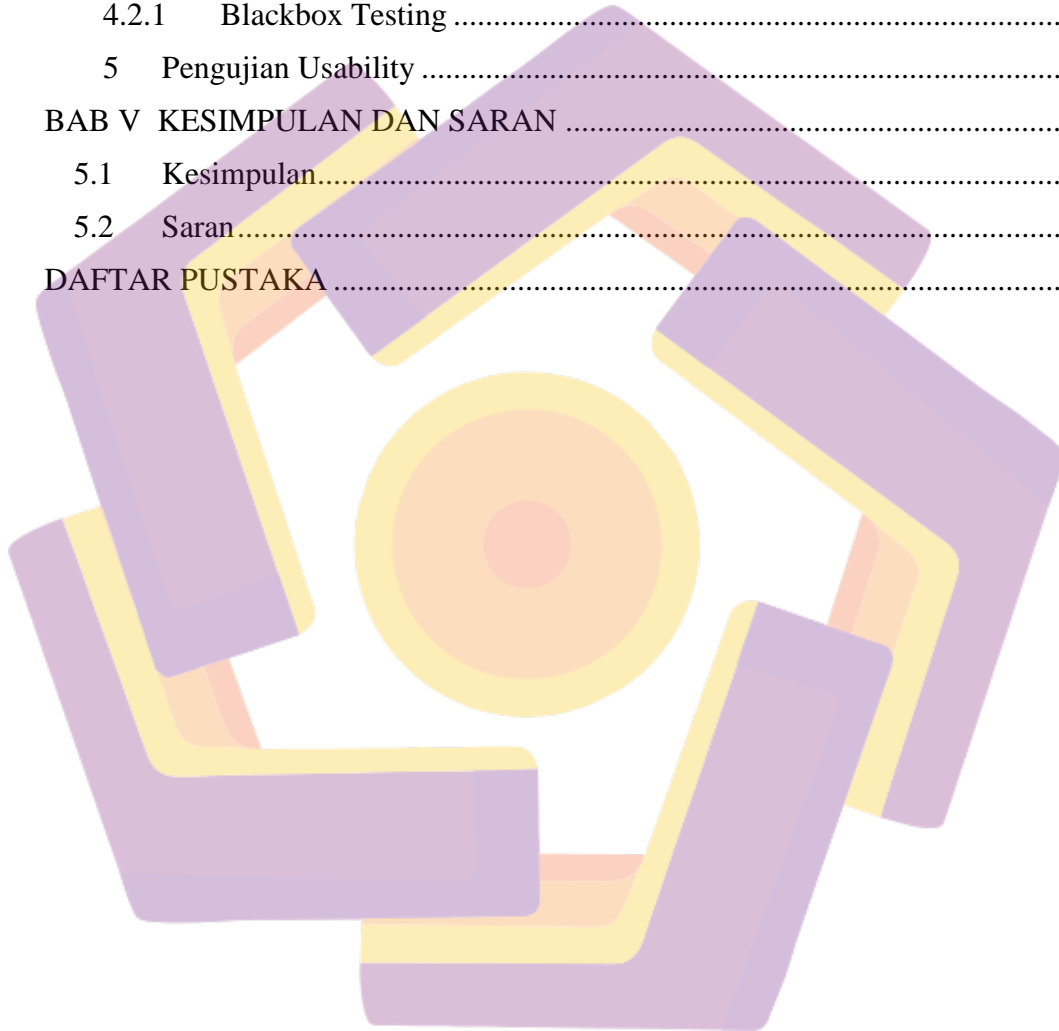 4.2.1 Blackbox Testing ........................................................................
5 Pengujian Usability ........................................................................
BAB V KESIMPULAN DAN SARAN ........................................................................
5.1 Kesimpulan........................................................................
5.2 Saran........................................................................
DAFTAR PUSTAKA ........................................................................